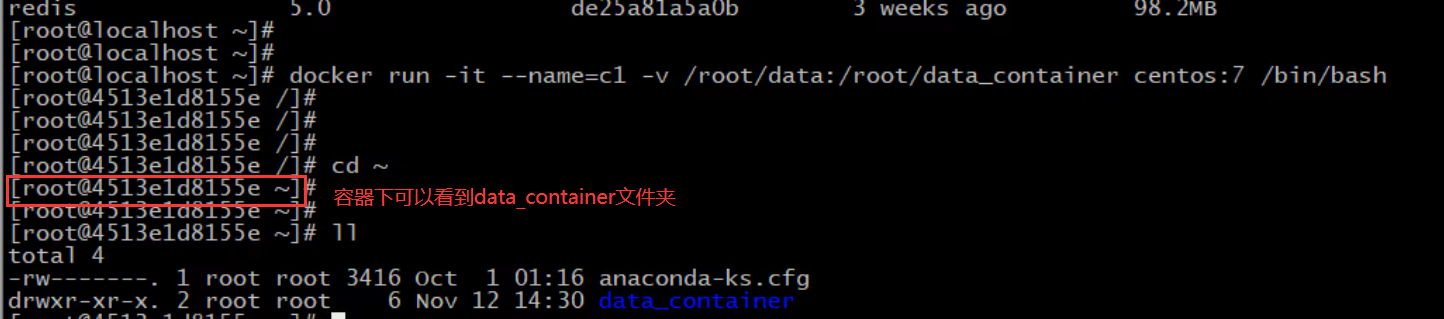 redis 5.0 de25a81a5a0b 3 weeks ago 98.2MB
[root@localhost ~]#
[root@localhost ~]#
[root@localhost ~]# docker run -it --name=c1 -v /root/data:/root/data_container centos:7 /bin/bash
[root@4513e1d8155e /]#
[root@4513e1d8155e /]#
[root@4513e1d8155e /]#
[root@4513e1d8155e /]# cd ~
[root@4513e1d8155e ~]# 容器下可以看到data_container文件夹
[root@4513e1d8155e ~]#
[root@4513e1d8155e ~]# ll
total 4
-rw-------. 1 root root 3416 Oct 1 01:16 anaconda-ks.cfg
drwxr-xr-x. 2 root root 6 Nov 12 14:30 data_container
[root@4513e1d8155e ~]#